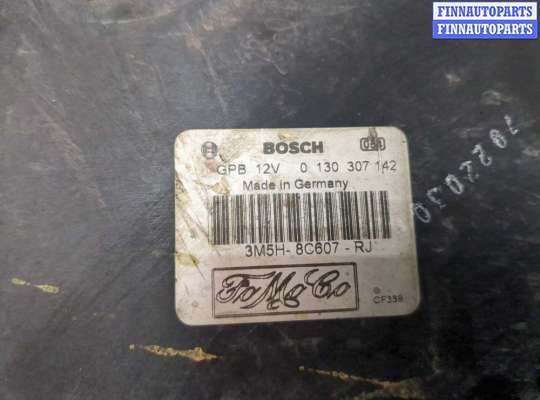 FINNAUTOPARTS
FINNAUTOPARTS
BOSCH
GPB 12V 0 130 307 142
Made in Germany
3M5H-8C607-RJ
FoMoCo
CF338